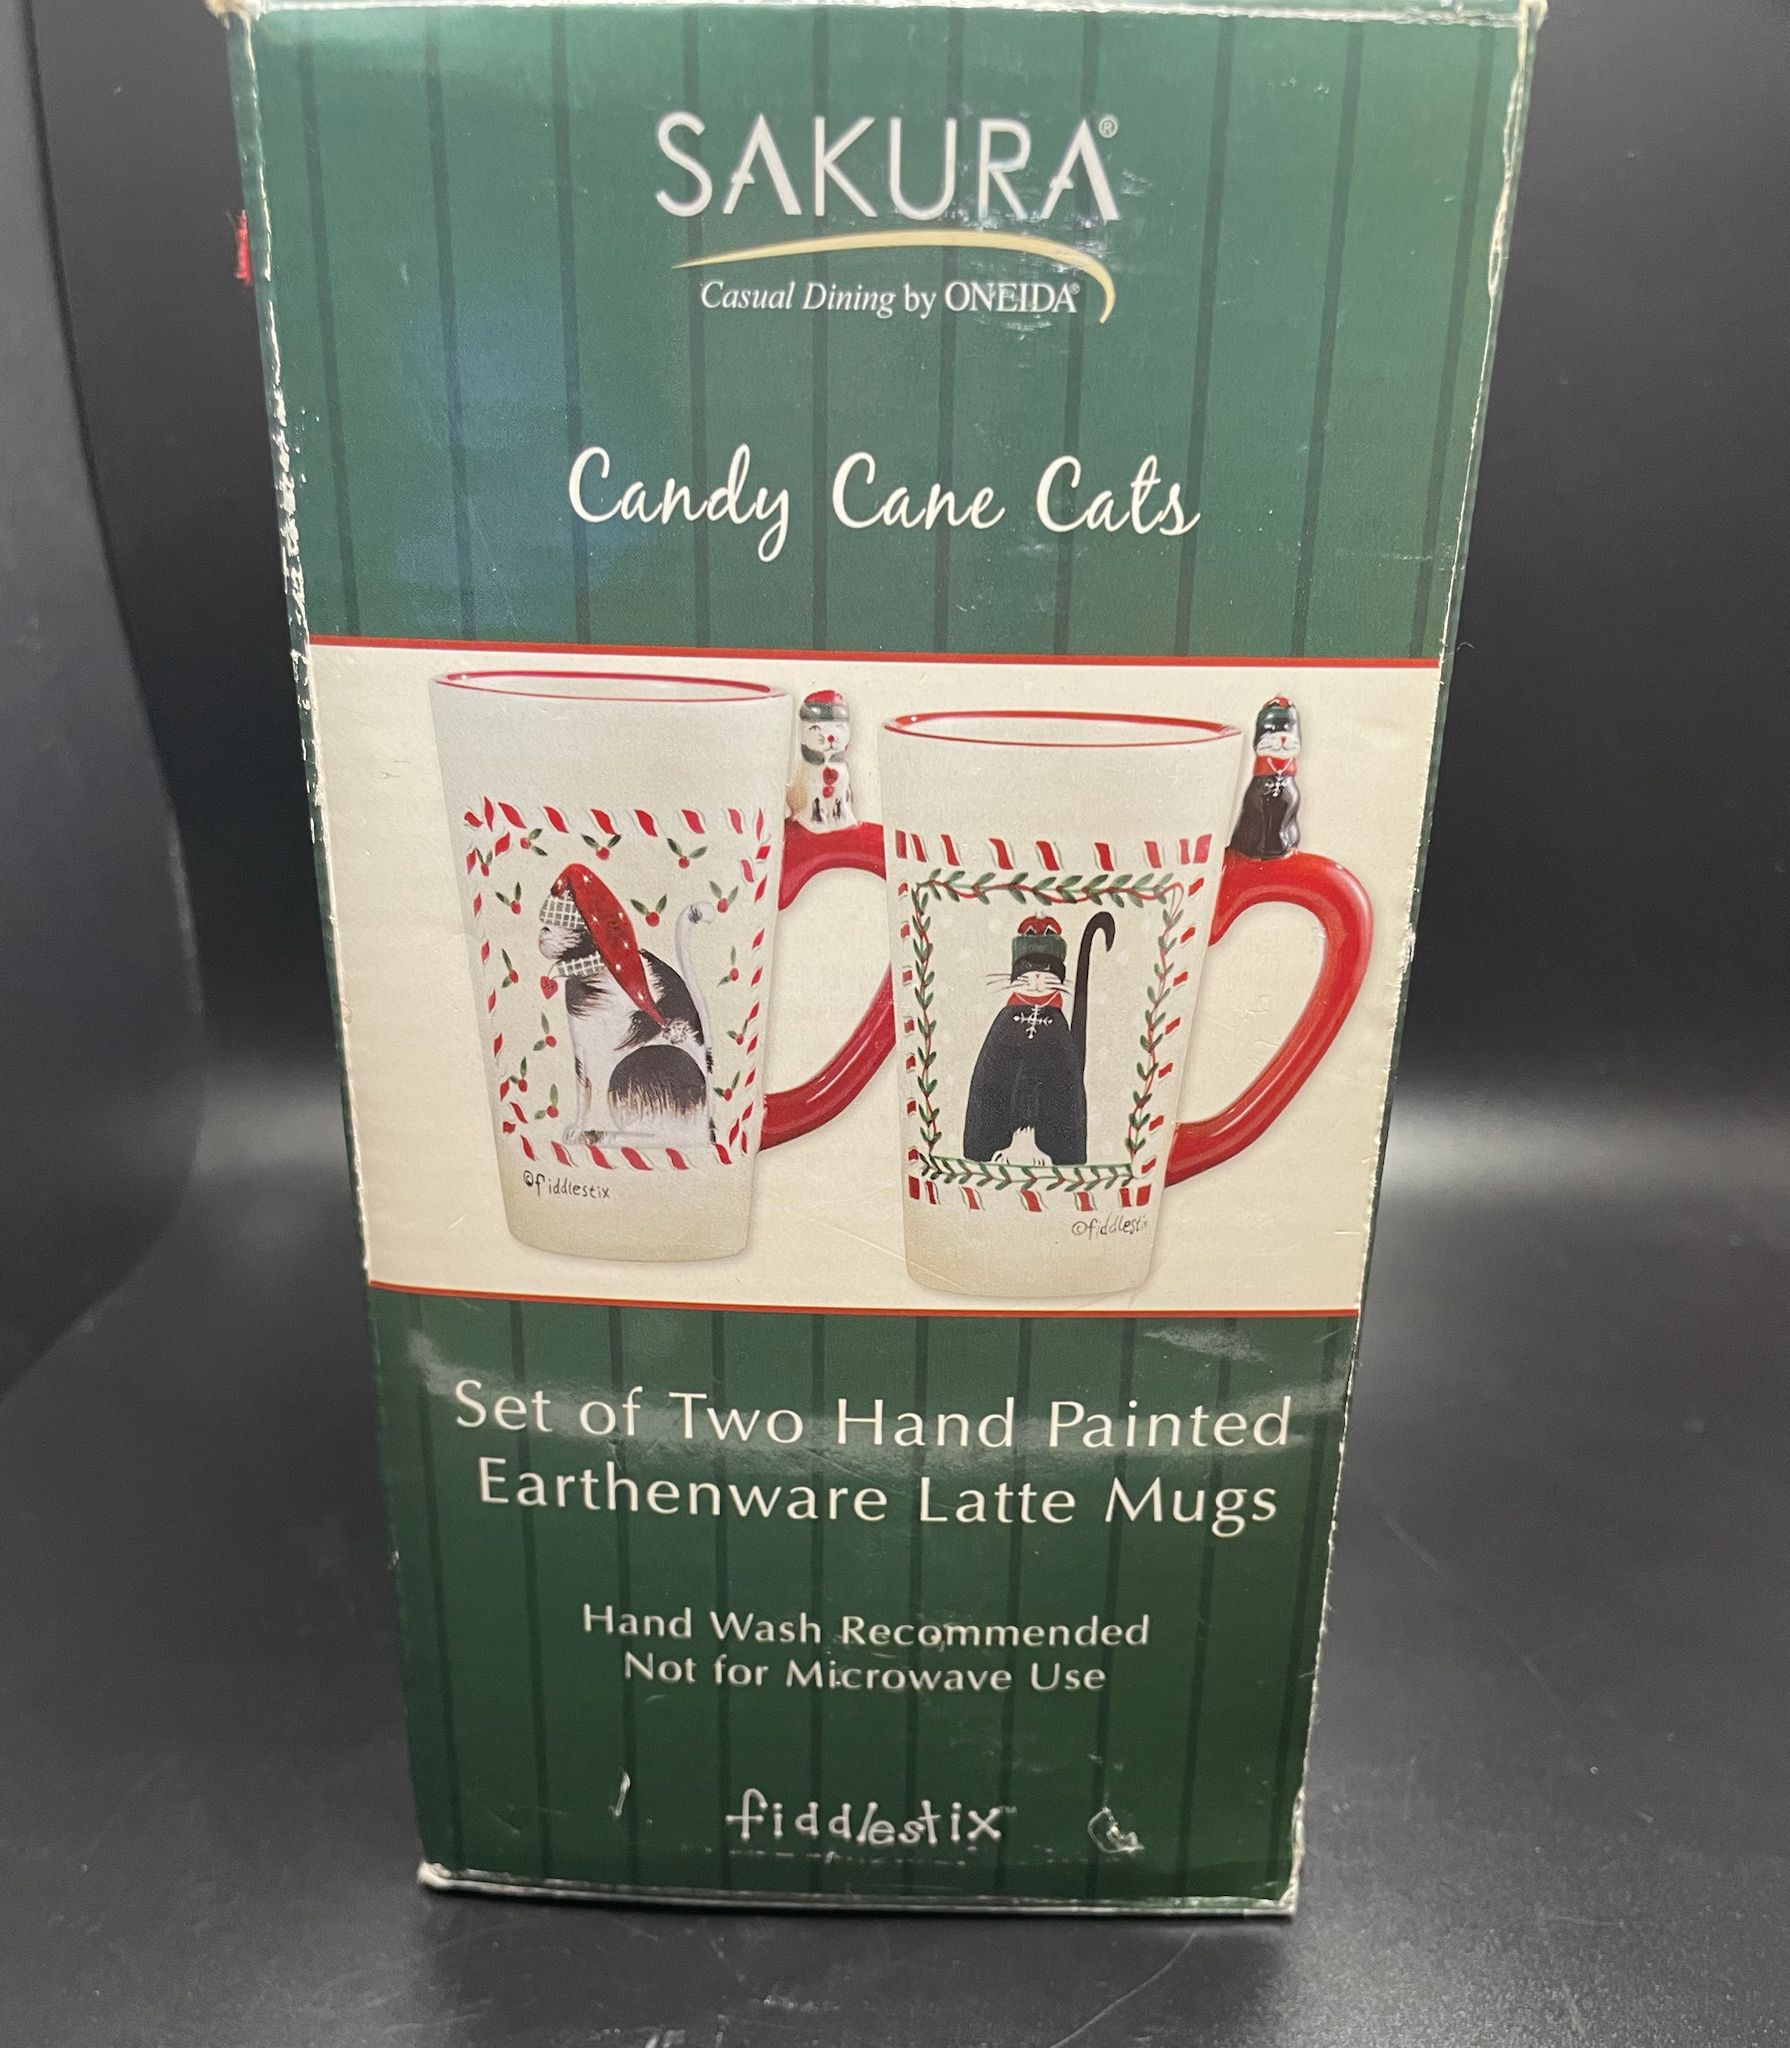 SAKURA®
Casual Dining by ONEIDA®
Candy Cane Cats
©fiddlestix
©fiddlestix
Set of Two Hand Painted
Earthenware Latte Mugs
Hand Wash Recommended
Not for Microwave Use
fiddlestix™